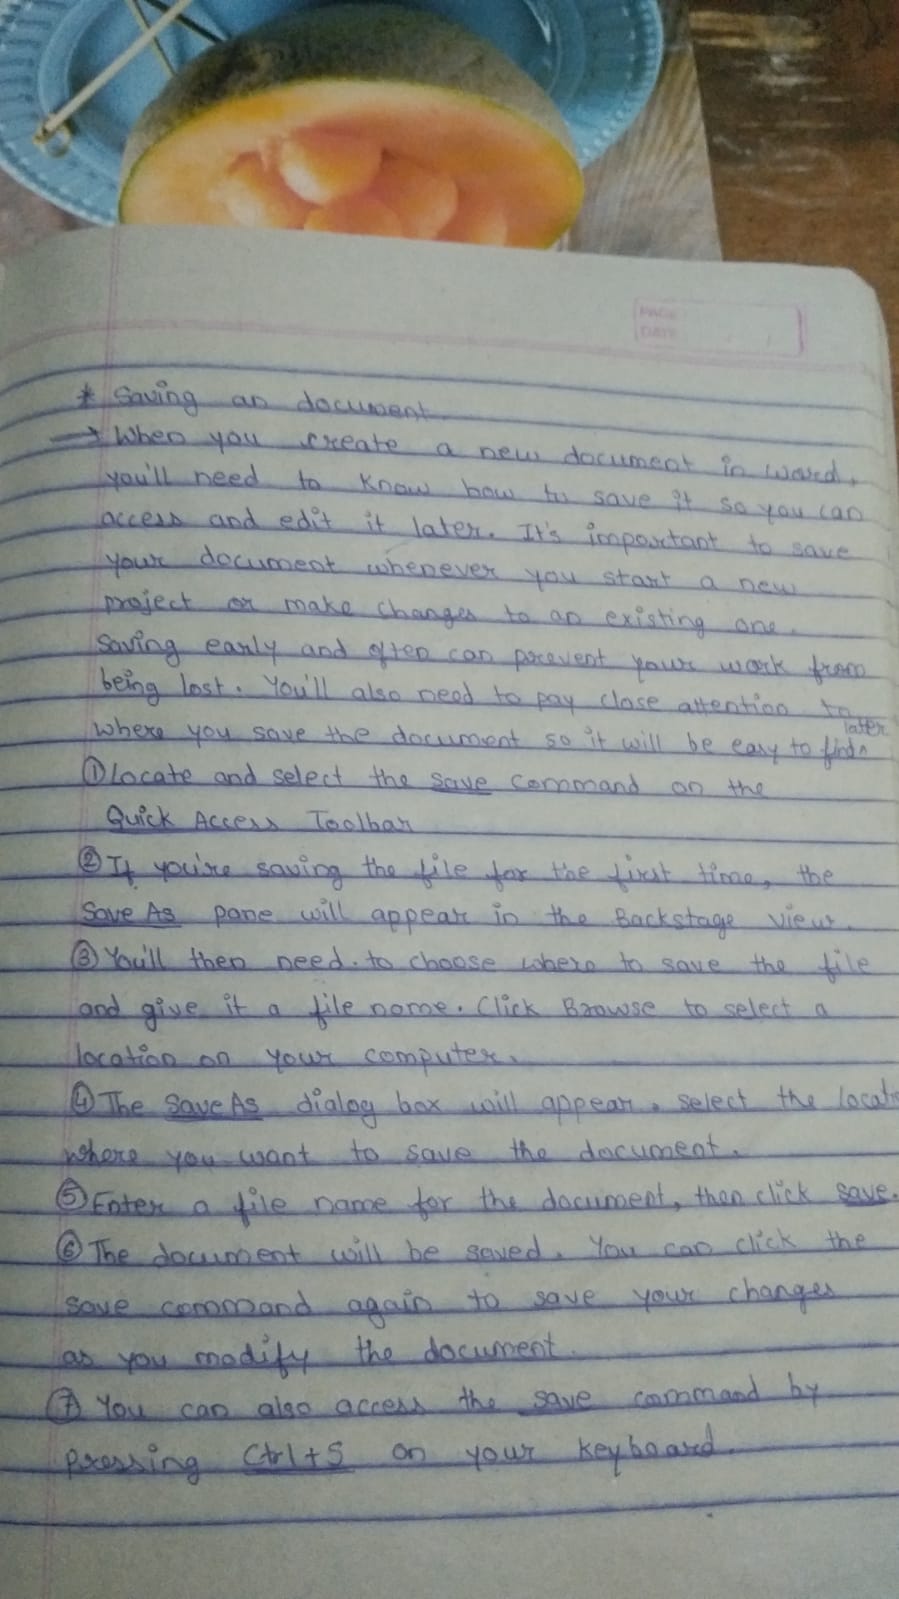 PAGE
DATE
* Saving an document.
→ When you create a new document in word,
you'll need to know how to save it so you can
access and edit it later. It's important to save
your document whenever you start a new
project or make changes to an existing one.
Saving early and often can prevent your work from
being lost. You'll also need to pay close attention to
where you save the document so it will be easy to find^ later
① Locate and select the save command on the
Quick Access Toolbar
② If you're saving the file for the first time, the
Save As pane will appear in the Backstage view.
③ You'll then need to choose where to save the file
and give it a file name. Click Browse to select a
location on your computer.
④ The Save As dialog box will appear. select the locati
where you want to save the document.
⑤ Enter a file name for the document, then click save.
⑥ The document will be saved. You can click the
save command again to save your changes
as you modify the document.
⑦ You can also access the save command by
pressing Ctrl+S on your keyboard.